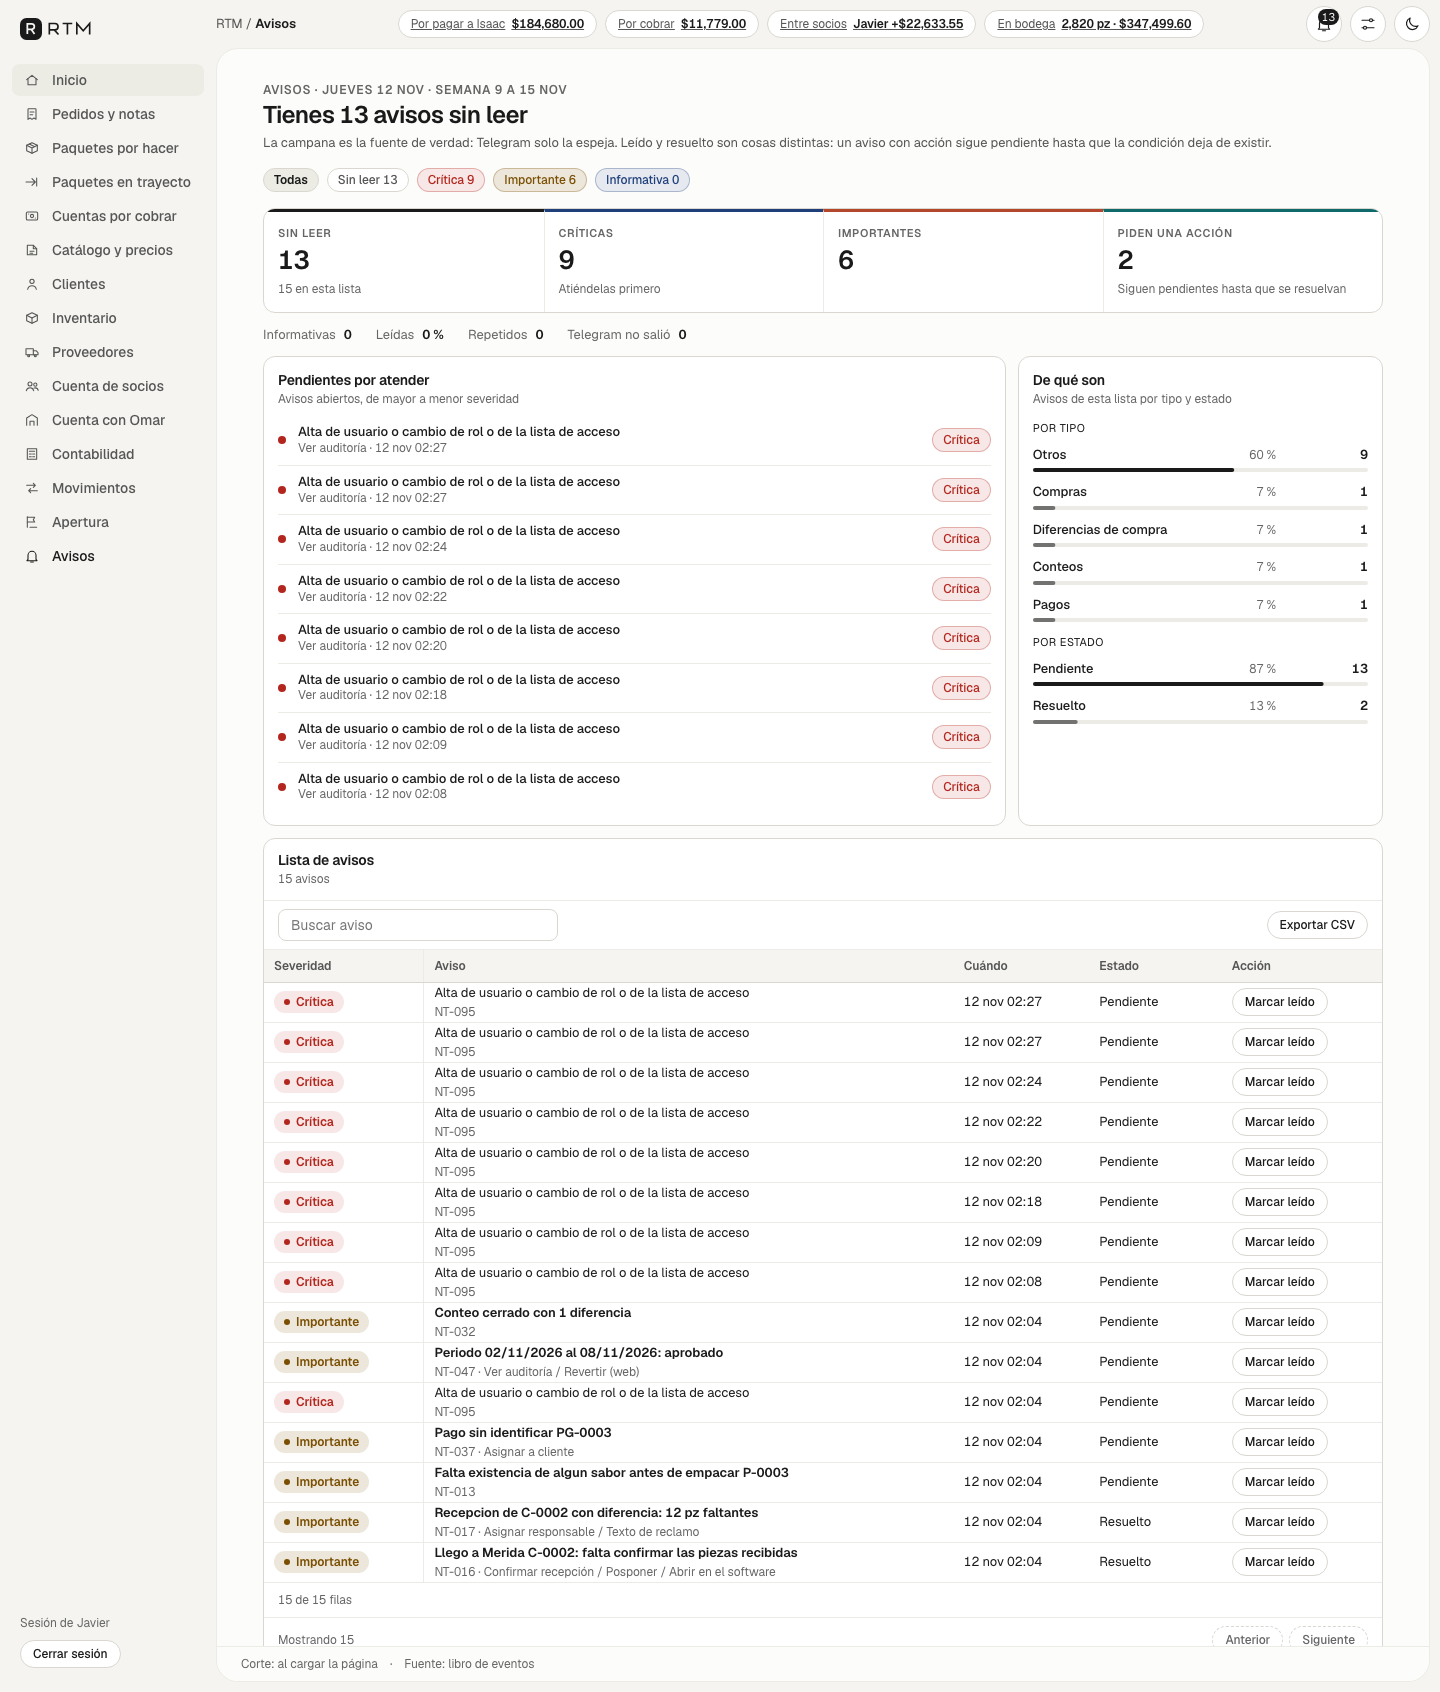 R RTM
RTM / Avisos
Por pagar a Isaac $184,680.00
Por cobrar $11,779.00
Entre socios Javier +$22,633.55
En bodega 2,820 pz · $347,499.60
13
Inicio
Pedidos y notas
Paquetes por hacer
Paquetes en trayecto
Cuentas por cobrar
Catálogo y precios
Clientes
Inventario
Proveedores
Cuenta de socios
Cuenta con Omar
Contabilidad
Movimientos
Apertura
Avisos
Sesión de Javier
Cerrar sesión
AVISOS · JUEVES 12 NOV · SEMANA 9 A 15 NOV
Tienes 13 avisos sin leer
La campana es la fuente de verdad: Telegram solo la espeja. Leído y resuelto son cosas distintas: un aviso con acción sigue pendiente hasta que la condición deja de existir.
Todas Sin leer 13 Crítica 9 Importante 6 Informativa 0
SIN LEER
13
15 en esta lista
CRÍTICAS
9
Atiéndelas primero
IMPORTANTES
6
PIDEN UNA ACCIÓN
2
Siguen pendientes hasta que se resuelvan
Informativas 0 Leídas 0 % Repetidos 0 Telegram no salió 0
Pendientes por atender
Avisos abiertos, de mayor a menor severidad
Alta de usuario o cambio de rol o de la lista de acceso
Ver auditoría · 12 nov 02:27
Crítica
Alta de usuario o cambio de rol o de la lista de acceso
Ver auditoría · 12 nov 02:27
Crítica
Alta de usuario o cambio de rol o de la lista de acceso
Ver auditoría · 12 nov 02:24
Crítica
Alta de usuario o cambio de rol o de la lista de acceso
Ver auditoría · 12 nov 02:22
Crítica
Alta de usuario o cambio de rol o de la lista de acceso
Ver auditoría · 12 nov 02:20
Crítica
Alta de usuario o cambio de rol o de la lista de acceso
Ver auditoría · 12 nov 02:18
Crítica
Alta de usuario o cambio de rol o de la lista de acceso
Ver auditoría · 12 nov 02:09
Crítica
Alta de usuario o cambio de rol o de la lista de acceso
Ver auditoría · 12 nov 02:08
Crítica
De qué son
Avisos de esta lista por tipo y estado
POR TIPO
Otros 60 % 9
Compras 7 % 1
Diferencias de compra 7 % 1
Conteos 7 % 1
Pagos 7 % 1
POR ESTADO
Pendiente 87 % 13
Resuelto 13 % 2
Lista de avisos
15 avisos
Buscar aviso
Exportar CSV
Severidad Aviso Cuándo Estado Acción
Crítica Alta de usuario o cambio de rol o de la lista de acceso 12 nov 02:27 Pendiente Marcar leído
NT-095
Crítica Alta de usuario o cambio de rol o de la lista de acceso 12 nov 02:27 Pendiente Marcar leído
NT-095
Crítica Alta de usuario o cambio de rol o de la lista de acceso 12 nov 02:24 Pendiente Marcar leído
NT-095
Crítica Alta de usuario o cambio de rol o de la lista de acceso 12 nov 02:22 Pendiente Marcar leído
NT-095
Crítica Alta de usuario o cambio de rol o de la lista de acceso 12 nov 02:20 Pendiente Marcar leído
NT-095
Crítica Alta de usuario o cambio de rol o de la lista de acceso 12 nov 02:18 Pendiente Marcar leído
NT-095
Crítica Alta de usuario o cambio de rol o de la lista de acceso 12 nov 02:09 Pendiente Marcar leído
NT-095
Crítica Alta de usuario o cambio de rol o de la lista de acceso 12 nov 02:08 Pendiente Marcar leído
NT-095
Importante Conteo cerrado con 1 diferencia 12 nov 02:04 Pendiente Marcar leído
NT-032
Importante Periodo 02/11/2026 al 08/11/2026: aprobado 12 nov 02:04 Pendiente Marcar leído
NT-047 · Ver auditoría / Revertir (web)
Crítica Alta de usuario o cambio de rol o de la lista de acceso 12 nov 02:04 Pendiente Marcar leído
NT-095
Importante Pago sin identificar PG-0003 12 nov 02:04 Pendiente Marcar leído
NT-037 · Asignar a cliente
Importante Falta existencia de algun sabor antes de empacar P-0003 12 nov 02:04 Pendiente Marcar leído
NT-013
Importante Recepcion de C-0002 con diferencia: 12 pz faltantes 12 nov 02:04 Resuelto Marcar leído
NT-017 · Asignar responsable / Texto de reclamo
Importante Llego a Merida C-0002: falta confirmar las piezas recibidas 12 nov 02:04 Resuelto Marcar leído
NT-016 · Confirmar recepción / Posponer / Abrir en el software
15 de 15 filas
Mostrando 15 Anterior Siguiente
Corte: al cargar la página · Fuente: libro de eventos